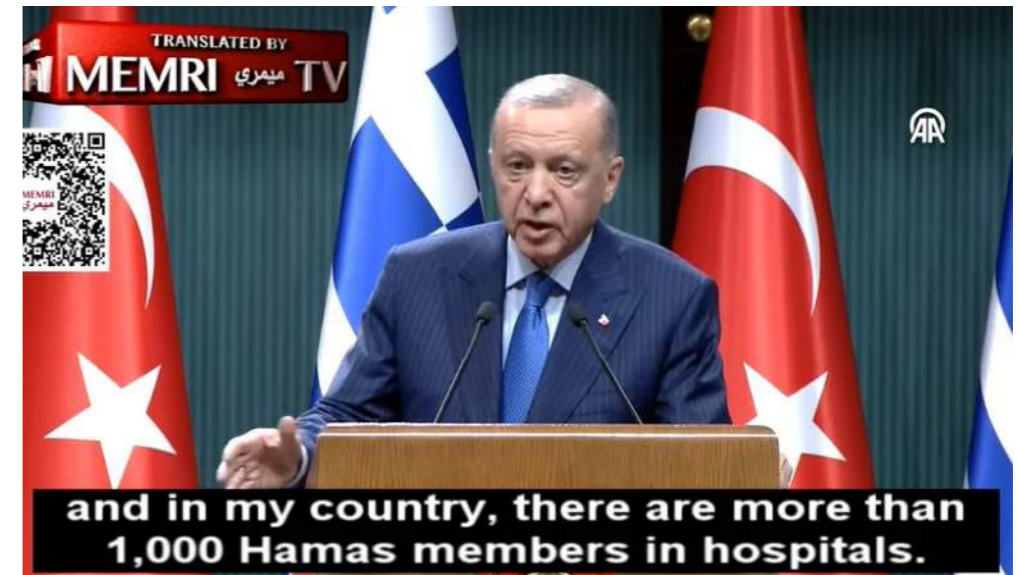 TRANSLATED BY
MEMRI ميمري TV
MEMRI
ميمري
AA
and in my country, there are more than
1,000 Hamas members in hospitals.